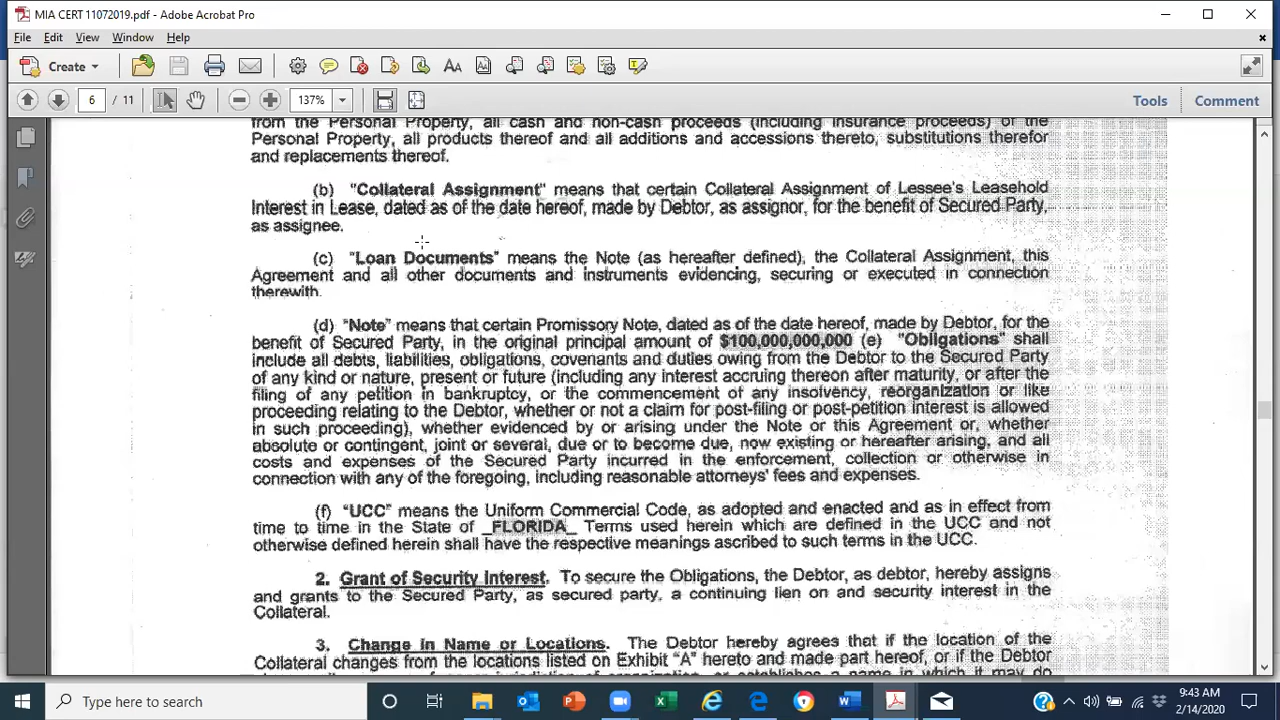 MIA CERT 11072019.pdf - Adobe Acrobat Pro
File Edit View Window Help
Create
6 / 11 137% Tools Comment
from the Personal Property, all cash and non-cash proceeds (including insurance proceeds) of the
Personal Property, all products thereof and all additions and accessions thereto, substitutions therefor
and replacements thereof.
(b) "Collateral Assignment" means that certain Collateral Assignment of Lessee's Leasehold
Interest in Lease, dated as of the date hereof, made by Debtor, as assignor, for the benefit of Secured Party,
as assignee.
(c) "Loan Documents" means the Note (as hereafter defined), the Collateral Assignment, this
Agreement and all other documents and instruments evidencing, securing or executed in connection
therewith.
(d) "Note" means that certain Promissory Note, dated as of the date hereof, made by Debtor, for the
benefit of Secured Party, in the original principal amount of $100,000,000,000 (e) "Obligations" shall
include all debts, liabilities, obligations, covenants and duties owing from the Debtor to the Secured Party
of any kind or nature, present or future (including any interest accruing thereon after maturity, or after the
filing of any petition in bankruptcy, or the commencement of any insolvency, reorganization or like
proceeding relating to the Debtor, whether or not a claim for post-filing or post-petition interest is allowed
in such proceeding), whether evidenced by or arising under the Note or this Agreement or, whether
absolute or contingent, joint or several, due or to become due, now existing or hereafter arising, and all
costs and expenses of the Secured Party incurred in the enforcement, collection or otherwise in
connection with any of the foregoing, including reasonable attorneys' fees and expenses.
(f) "UCC" means the Uniform Commercial Code, as adopted and enacted and as in effect from
time to time in the State of _FLORIDA_ Terms used herein which are defined in the UCC and not
otherwise defined herein shall have the respective meanings ascribed to such terms in the UCC.
2. Grant of Security Interest. To secure the Obligations, the Debtor, as debtor, hereby assigns
and grants to the Secured Party, as secured party, a continuing lien on and security interest in the
Collateral.
3. Change in Name or Locations. The Debtor hereby agrees that if the location of the
Collateral changes from the locations listed on Exhibit "A" hereto and made part hereof, or if the Debtor
Type here to search
9:43 AM
2/14/2020